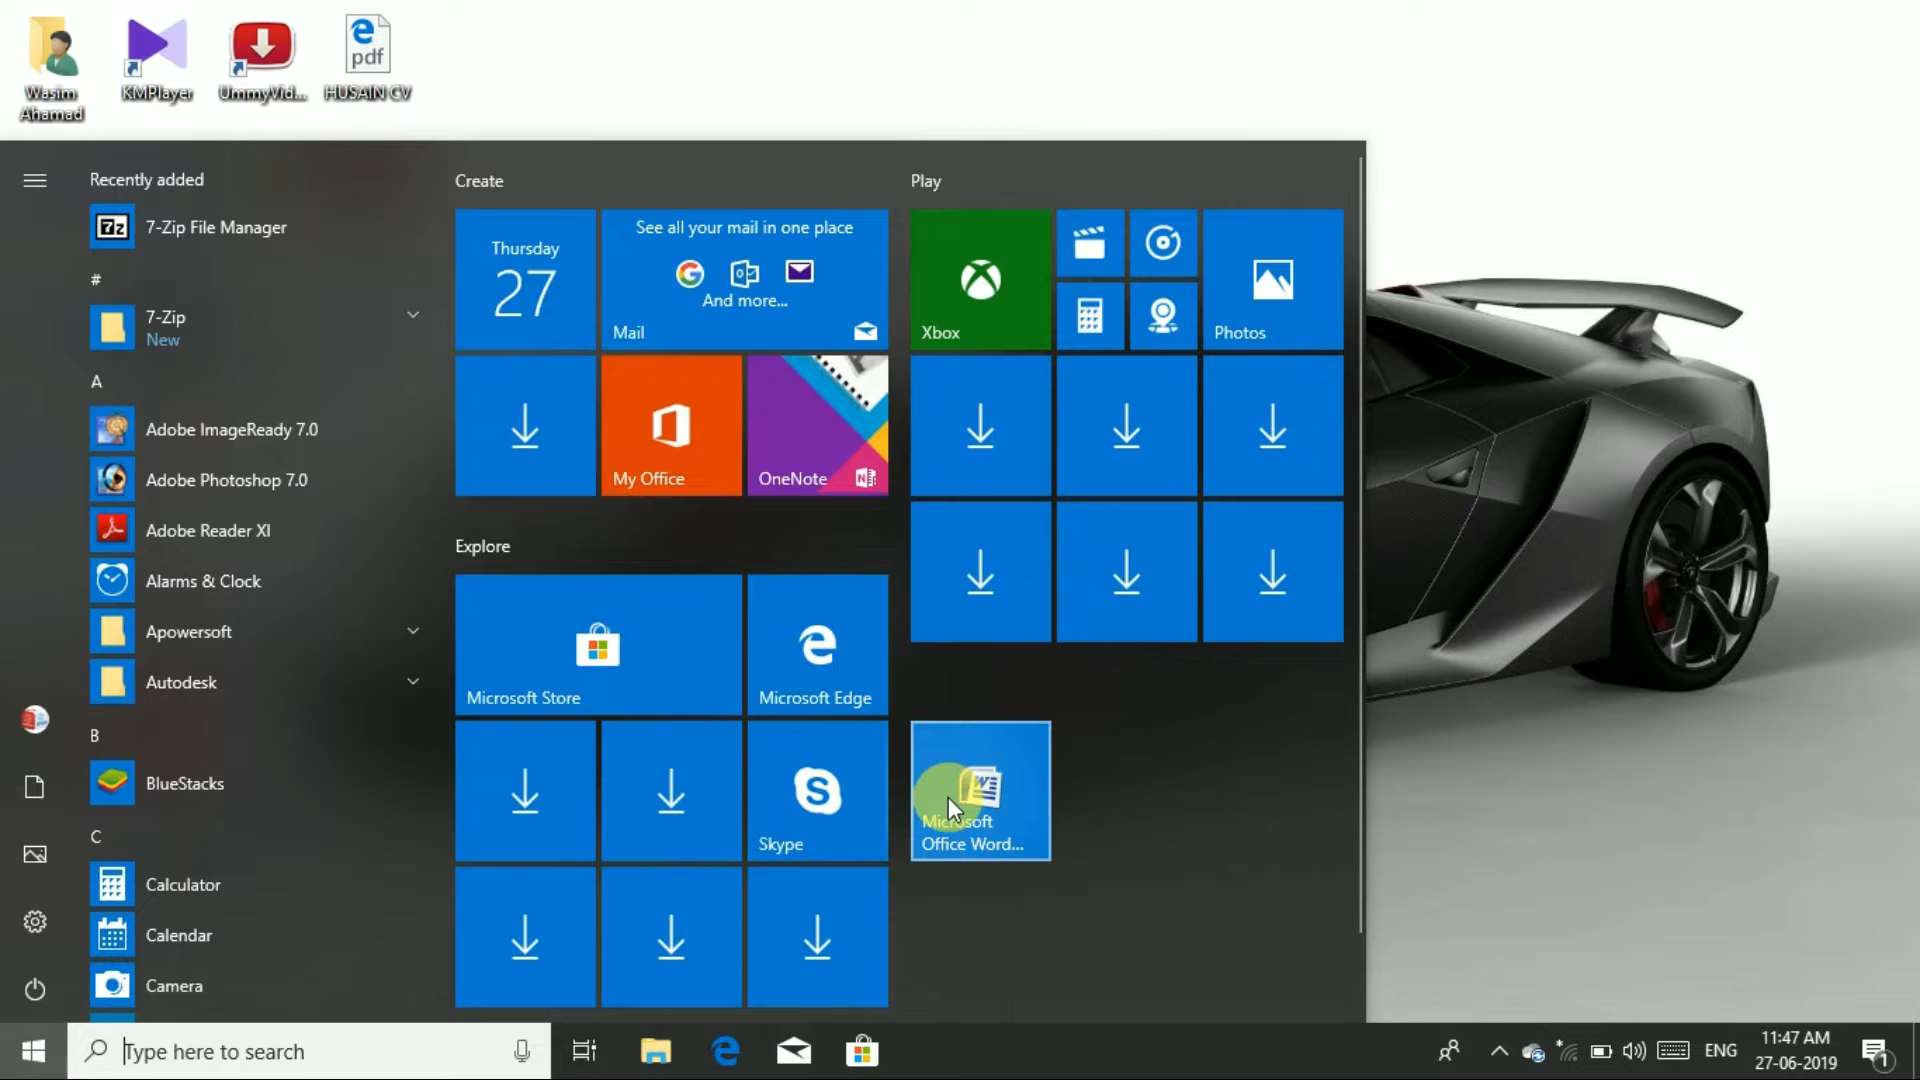 Wasim
Ahamad
KMPlayer
UmmyVid...
pdf
HUSAIN CV
Recently added
7-Zip File Manager
#
7-Zip
New
A
Adobe ImageReady 7.0
Adobe Photoshop 7.0
Adobe Reader XI
Alarms & Clock
Apowersoft
Autodesk
B
BlueStacks
C
Calculator
Calendar
Camera
Create
Thursday
27
See all your mail in one place
And more...
Mail
My Office
OneNote
Explore
Microsoft Store
Microsoft Edge
Skype
Play
Xbox
Photos
Microsoft
Office Word...
Type here to search
ENG
11:47 AM
27-06-2019
1